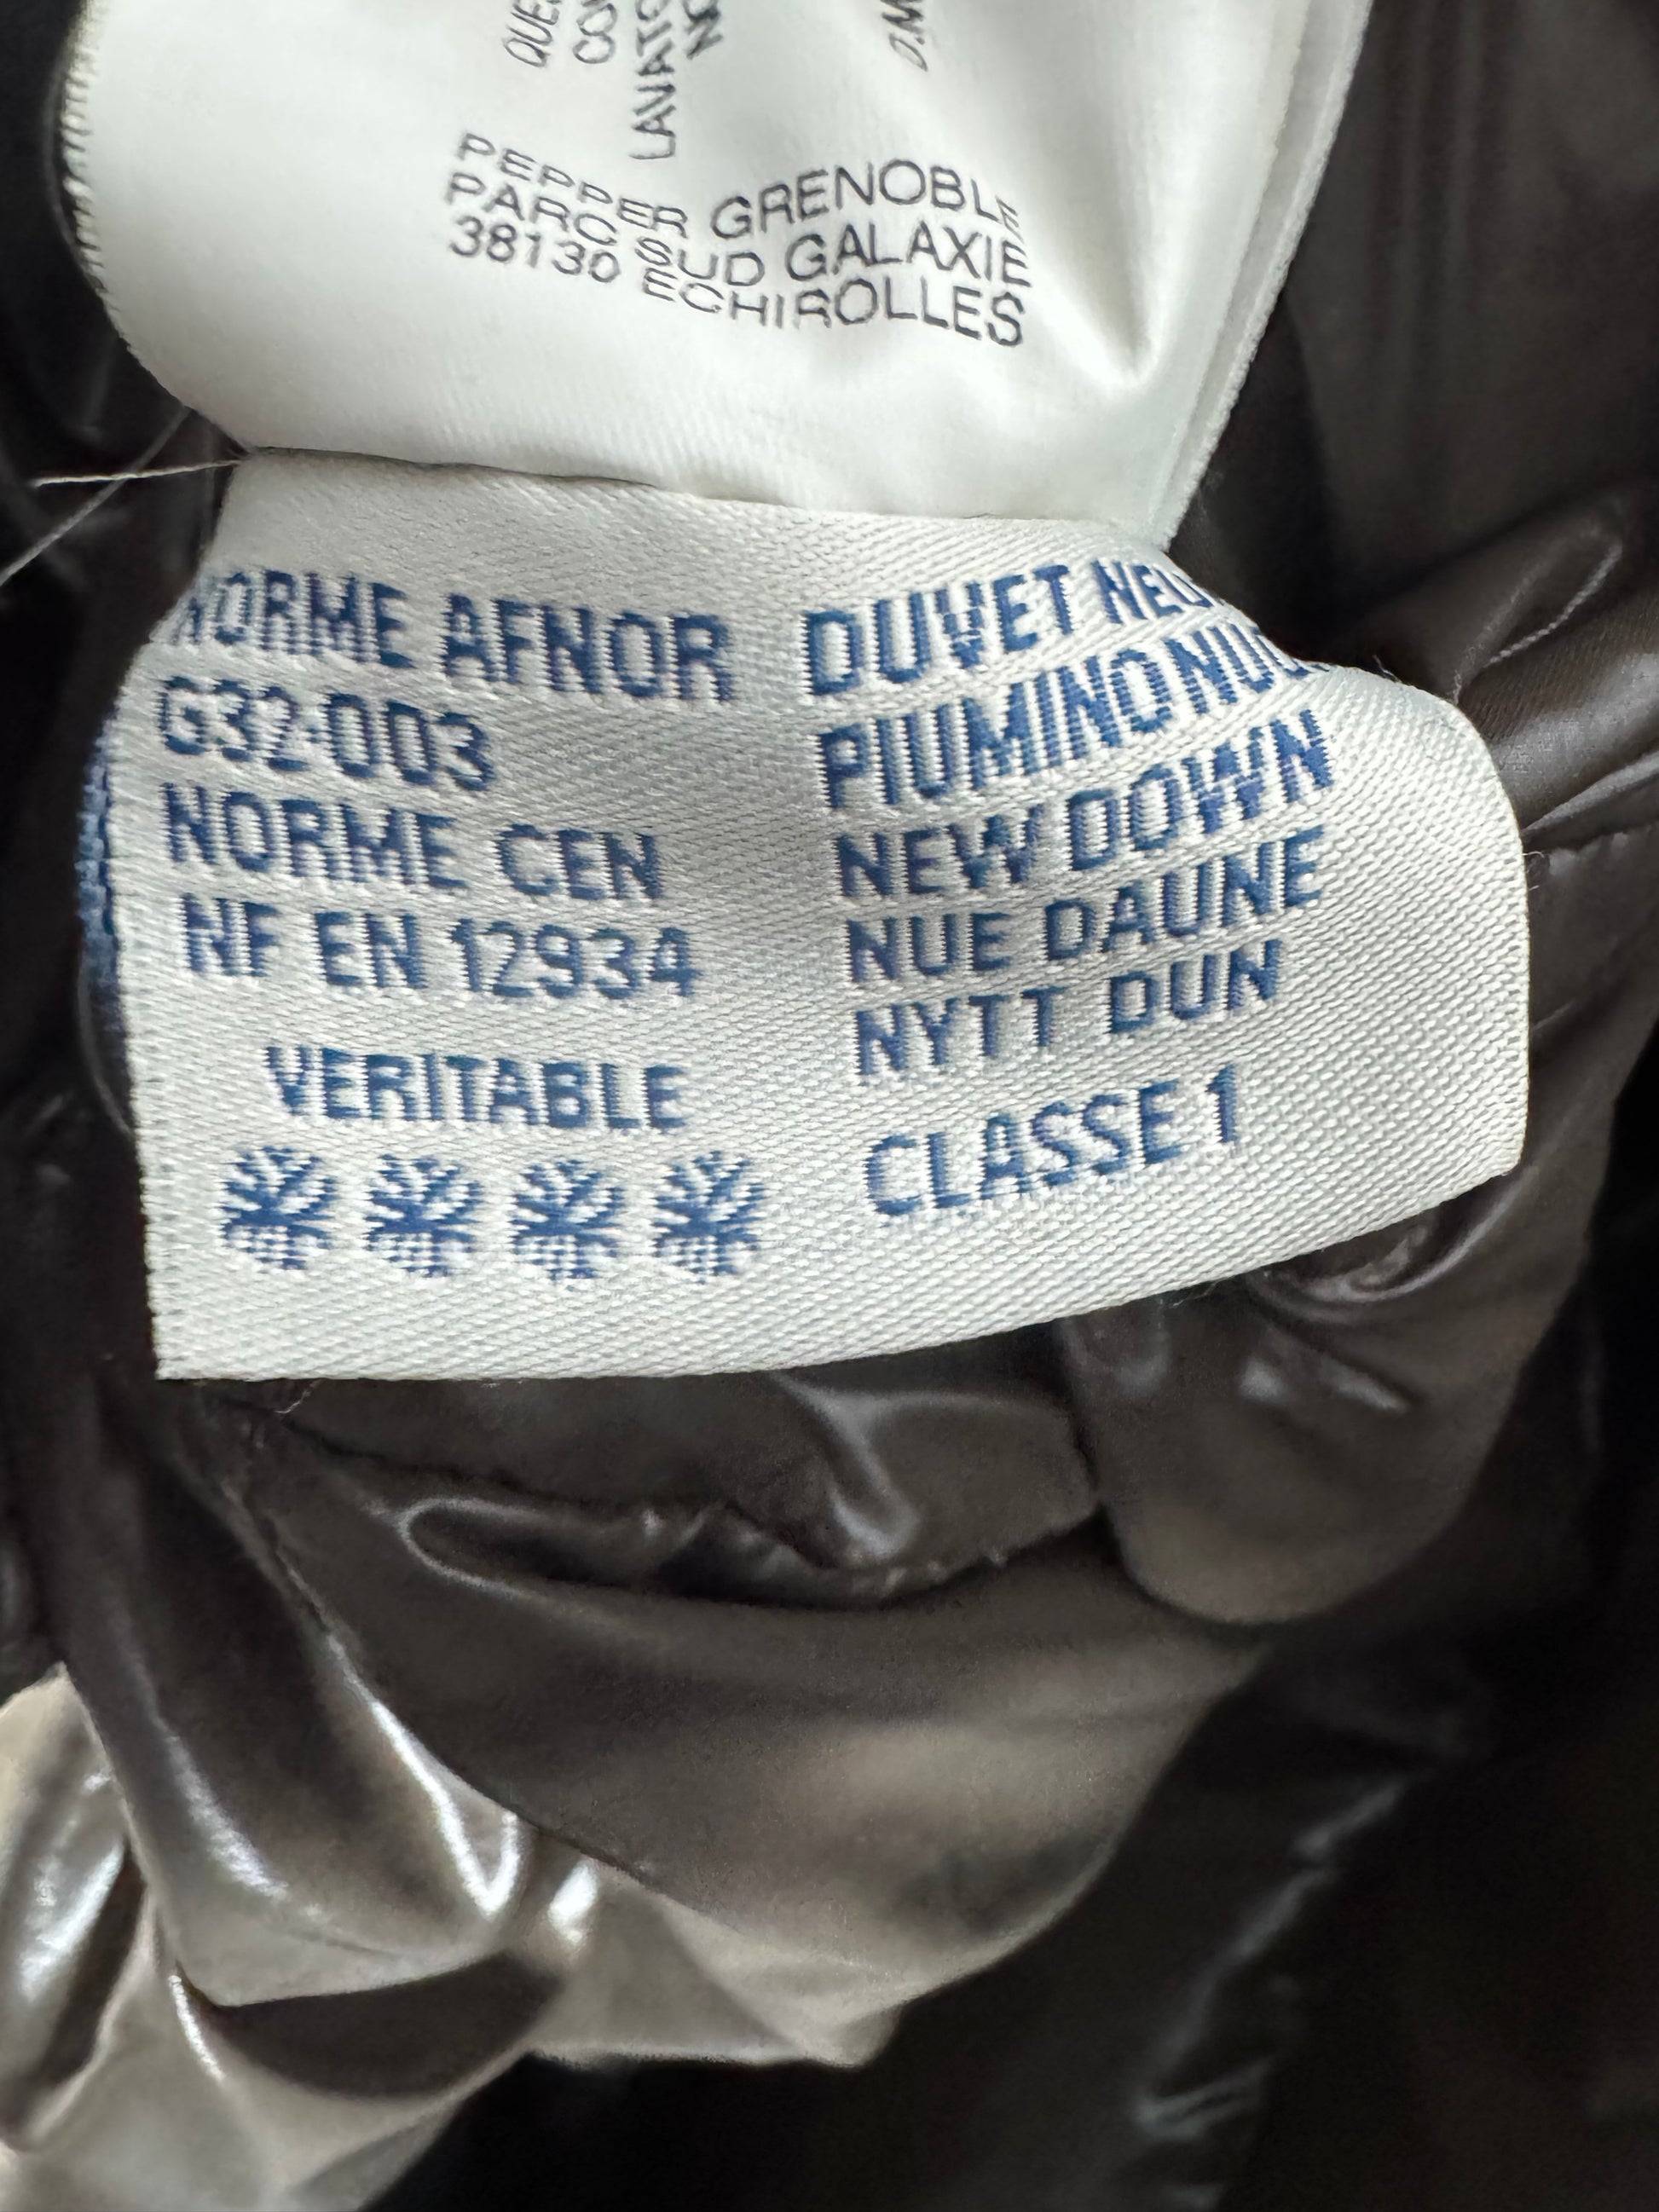 PEPPER GRENOBLE
PARC SUD GALAXIE
38130 ECHIROLLES
NORME AFNOR
G32-003
NORME CEN
NF EN 12934
VERITABLE
DUVET
PIUMINO
NEW DOWN
NUE DAUNE
NYTT DUN
CLASSE 1